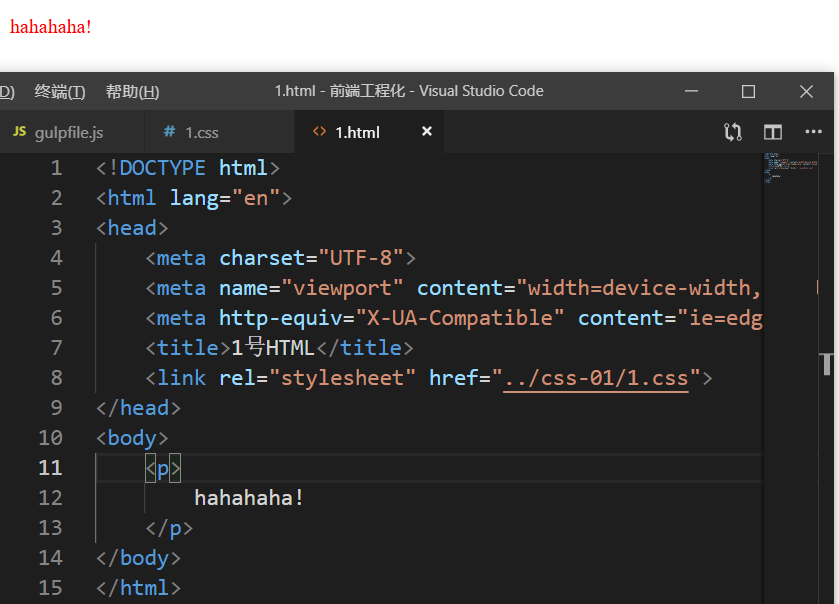 hahahaha!
D) 终端(T) 帮助(H) 1.html - 前端工程化 - Visual Studio Code
JS gulpfile.js # 1.css <> 1.html ×
1 <!DOCTYPE html>
2 <html lang="en">
3 <head>
4 <meta charset="UTF-8">
5 <meta name="viewport" content="width=device-width,
6 <meta http-equiv="X-UA-Compatible" content="ie=edg
7 <title>1号HTML</title>
8 <link rel="stylesheet" href="../css-01/1.css">
9 </head>
10 <body>
11 <p>
12 hahahaha!
13 </p>
14 </body>
15 </html>